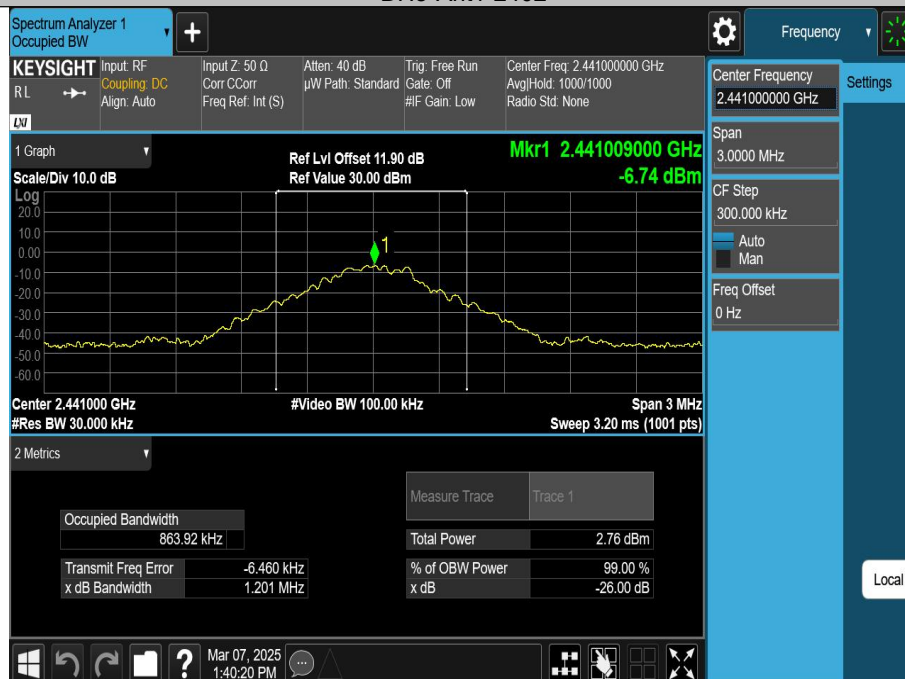 Spectrum Analyzer 1
Occupied BW
+
Frequency
KEYSIGHT
RL
LXI
Input: RF
Coupling: DC
Align: Auto
Input Z: 50 Ω
Corr CCorr
Freq Ref: Int (S)
Atten: 40 dB
µW Path: Standard
Trig: Free Run
Gate: Off
#IF Gain: Low
Center Freq: 2.441000000 GHz
Avg|Hold: 1000/1000
Radio Std: None
Center Frequency
2.441000000 GHz
Settings
Span
3.0000 MHz
CF Step
300.000 kHz
Auto
Man
Freq Offset
0 Hz
Local
1 Graph
Scale/Div 10.0 dB
Ref Lvl Offset 11.90 dB
Ref Value 30.00 dBm
Mkr1 2.441009000 GHz
-6.74 dBm
Log
20.0
10.0
0.00
-10.0
-20.0
-30.0
-40.0
-50.0
-60.0
1
Center 2.441000 GHz
#Video BW 100.00 kHz
Span 3 MHz
#Res BW 30.000 kHz
Sweep 3.20 ms (1001 pts)
2 Metrics
Measure Trace
Trace 1
Occupied Bandwidth
863.92 kHz
Total Power
2.76 dBm
Transmit Freq Error
-6.460 kHz
% of OBW Power
99.00 %
x dB Bandwidth
1.201 MHz
x dB
-26.00 dB
?
Mar 07, 2025
1:40:20 PM